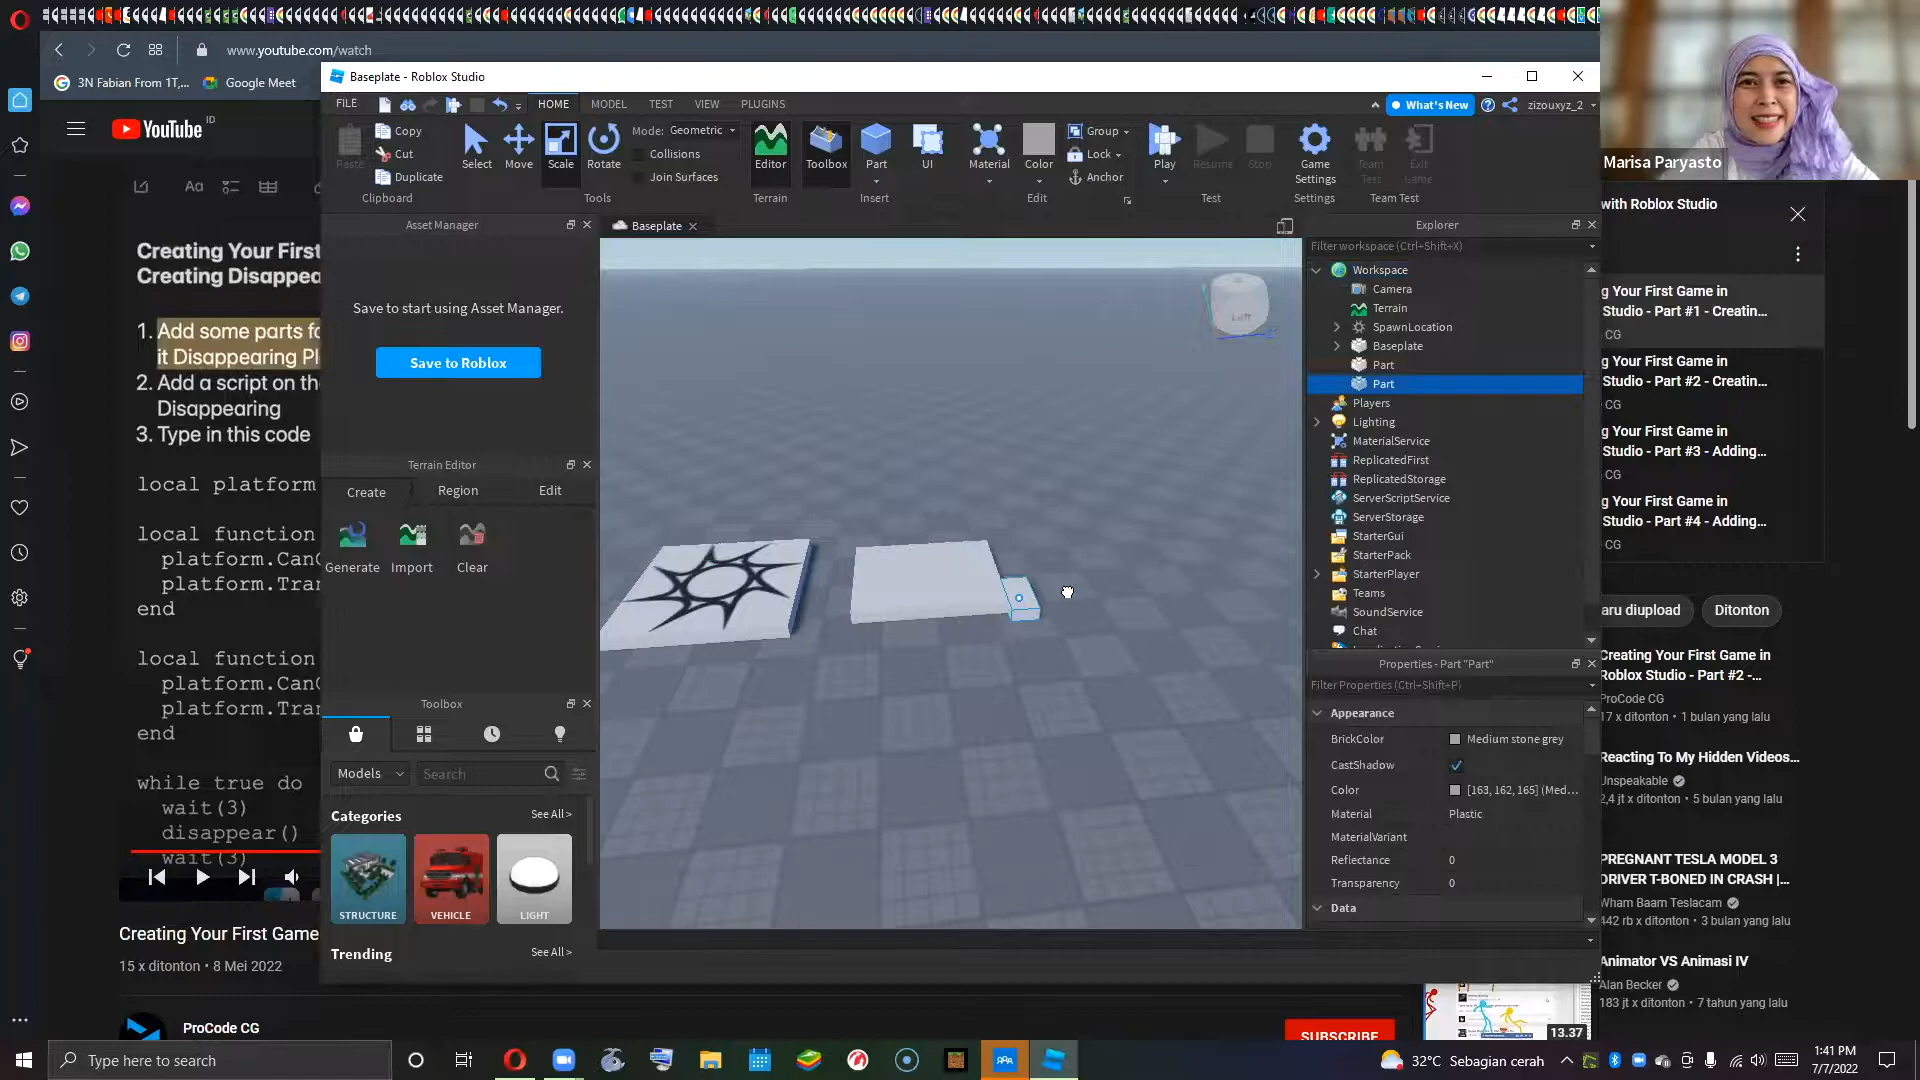 www.youtube.com/watch
3N Fabian From 1T,...
Google Meet
Baseplate - Roblox Studio
FILE
HOME
MODEL
TEST
VIEW
PLUGINS
What's New
zizouxyz_2
Paste
Copy
Cut
Duplicate
Clipboard
Select
Move
Scale
Rotate
Mode: Geometric
Collisions
Join Surfaces
Tools
Editor
Terrain
Toolbox
Part
UI
Insert
Material
Color
Group
Lock
Anchor
Edit
Play
Resume
Stop
Test
Game
Settings
Settings
Team
Test
Exit
Game
Team Test
Marisa Paryasto
YouTube
ID
Aa
Creating Your First
Creating Disappea
1. Add some parts fo
it Disappearing Pl
2. Add a script on th
Disappearing
3. Type in this code
local platform
local function
platform.CanC
platform.Tran
end
local function
platform.CanC
platform.Tran
end
while true do
wait(3)
disappear()
wait(3)
Creating Your First Game
15 x ditonton • 8 Mei 2022
ProCode CG
Asset Manager
Save to start using Asset Manager.
Save to Roblox
Terrain Editor
Create
Region
Edit
Generate
Import
Clear
Toolbox
Models
Search
Categories
See All >
STRUCTURE
VEHICLE
LIGHT
Trending
See All >
Baseplate
Left
Explorer
Filter workspace (Ctrl+Shift+X)
Workspace
Camera
Terrain
SpawnLocation
Baseplate
Part
Part
Players
Lighting
MaterialService
ReplicatedFirst
ReplicatedStorage
ServerScriptService
ServerStorage
StarterGui
StarterPack
StarterPlayer
Teams
SoundService
Chat
Properties - Part "Part"
Filter Properties (Ctrl+Shift+P)
Appearance
BrickColor
Medium stone grey
CastShadow
Color
[163, 162, 165] (Med...
Material
Plastic
MaterialVariant
Reflectance
0
Transparency
0
Data
with Roblox Studio
g Your First Game in
Studio - Part #1 - Creatin...
CG
g Your First Game in
Studio - Part #2 - Creatin...
CG
g Your First Game in
Studio - Part #3 - Adding...
CG
g Your First Game in
Studio - Part #4 - Adding...
CG
aru diupload
Ditonton
Creating Your First Game in
Roblox Studio - Part #2 -...
ProCode CG
17 x ditonton • 1 bulan yang lalu
Reacting To My Hidden Videos...
Unspeakable
2,4 jt x ditonton • 5 bulan yang lalu
PREGNANT TESLA MODEL 3
DRIVER T-BONED IN CRASH |...
Wham Baam Teslacam
442 rb x ditonton • 3 bulan yang lalu
Animator VS Animasi IV
Alan Becker
183 jt x ditonton • 7 tahun yang lalu
13.37
SUBSCRIBE
Type here to search
32°C Sebagian cerah
1:41 PM
7/7/2022